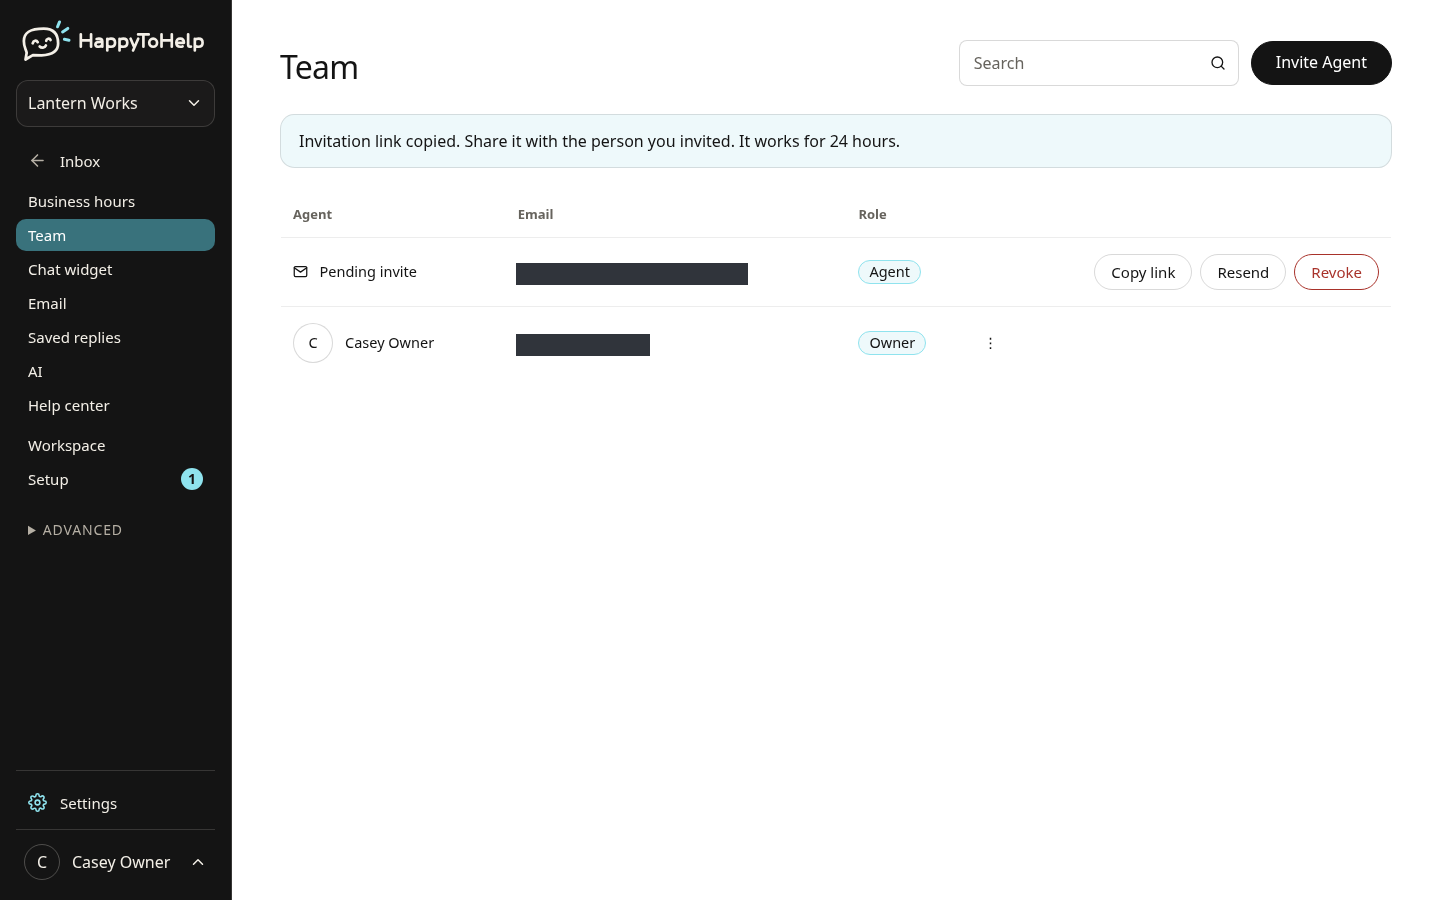 HappyToHelp
Lantern Works
Inbox
Business hours
Team
Chat widget
Email
Saved replies
AI
Help center
Workspace
Setup 1
ADVANCED
Settings
C Casey Owner
Team
Search
Invite Agent
Invitation link copied. Share it with the person you invited. It works for 24 hours.
Agent Email Role
Pending invite Agent Copy link Resend Revoke
C Casey Owner Owner